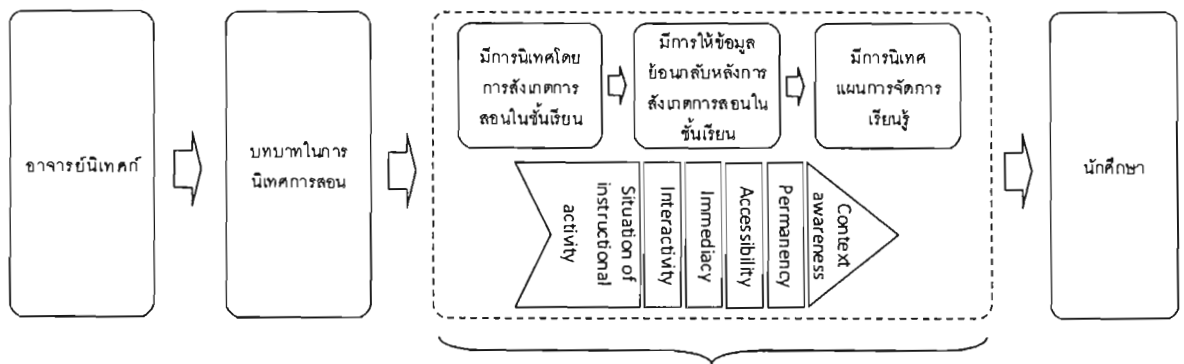 อาจารย์นิเทศก์
บทบาทในการ
นิเทศการสอน
มีการนิเทศโดย
การสังเกตการ
สอนในชั้นเรียน
มีการให้ข้อมูล
ย้อนกลับหลังการ
สังเกตการสอนใน
ชั้นเรียน
มีการนิเทศ
แผนการจัดการ
เรียนรู้
Situation of
instructional
activity
Interactivity
Immediacy
Accessibility
Permanency
Context
awareness
นักศึกษา